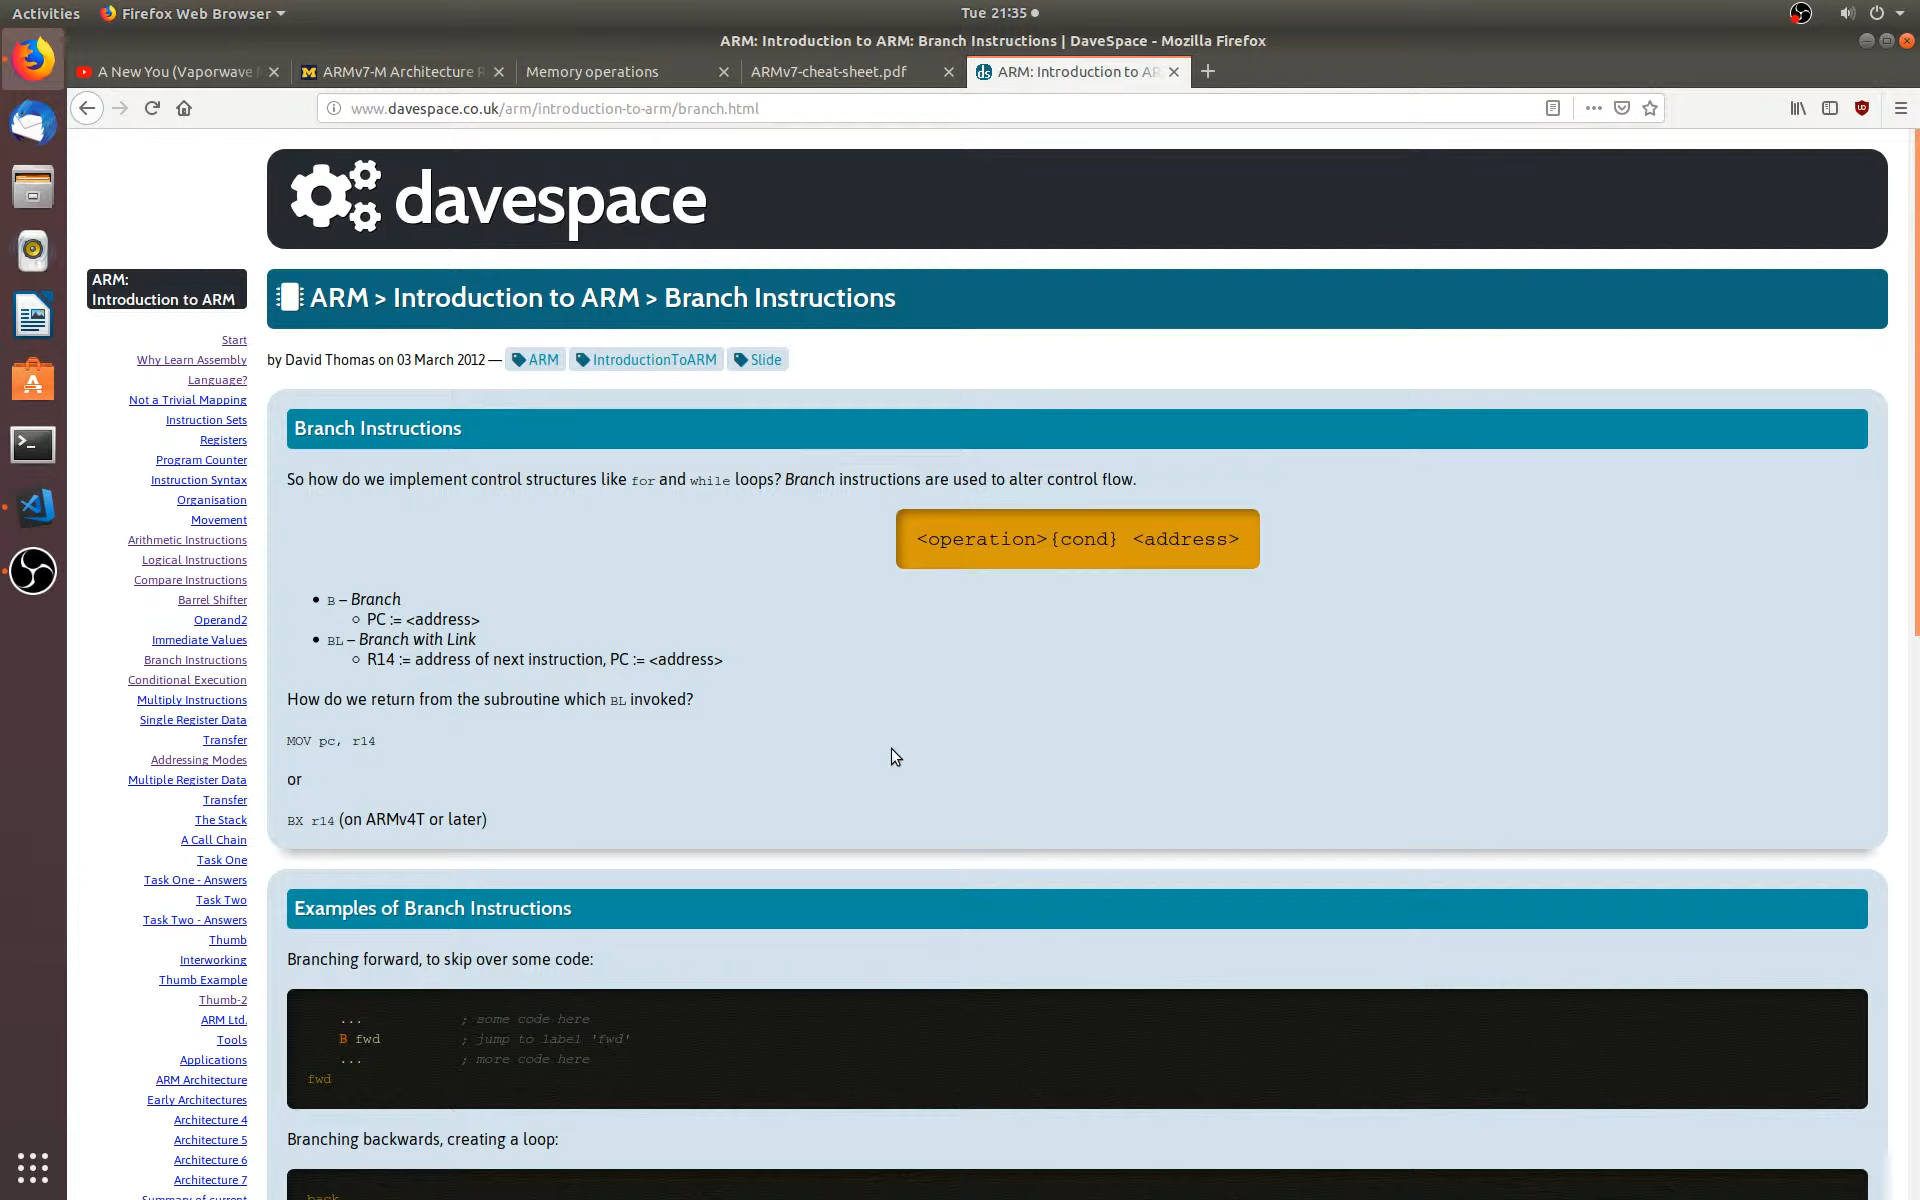 Activities Firefox Web Browser Tue 21:35
ARM: Introduction to ARM: Branch Instructions | DaveSpace - Mozilla Firefox
A New You (Vaporwave ARMv7-M Architecture R Memory operations ARMv7-cheat-sheet.pdf ARM: Introduction to AR
www.davespace.co.uk/arm/introduction-to-arm/branch.html
davespace
ARM:
Introduction to ARM
Start
Why Learn Assembly
Language?
Not a Trivial Mapping
Instruction Sets
Registers
Program Counter
Instruction Syntax
Organisation
Movement
Arithmetic Instructions
Logical Instructions
Compare Instructions
Barrel Shifter
Operand2
Immediate Values
Branch Instructions
Conditional Execution
Multiply Instructions
Single Register Data
Transfer
Addressing Modes
Multiple Register Data
Transfer
The Stack
A Call Chain
Task One
Task One - Answers
Task Two
Task Two - Answers
Thumb
Interworking
Thumb Example
Thumb-2
ARM Ltd.
Tools
Applications
ARM Architecture
Early Architectures
Architecture 4
Architecture 5
Architecture 6
Architecture 7
Summary of current
ARM > Introduction to ARM > Branch Instructions
by David Thomas on 03 March 2012 — ARM IntroductionToARM Slide
Branch Instructions
So how do we implement control structures like for and while loops? Branch instructions are used to alter control flow.
<operation>{cond} <address>
• B – Branch
○ PC := <address>
• BL – Branch with Link
○ R14 := address of next instruction, PC := <address>
How do we return from the subroutine which BL invoked?
MOV pc, r14
or
BX r14 (on ARMv4T or later)
Examples of Branch Instructions
Branching forward, to skip over some code:
... ; some code here
B fwd ; jump to label 'fwd'
... ; more code here
fwd
Branching backwards, creating a loop:
back